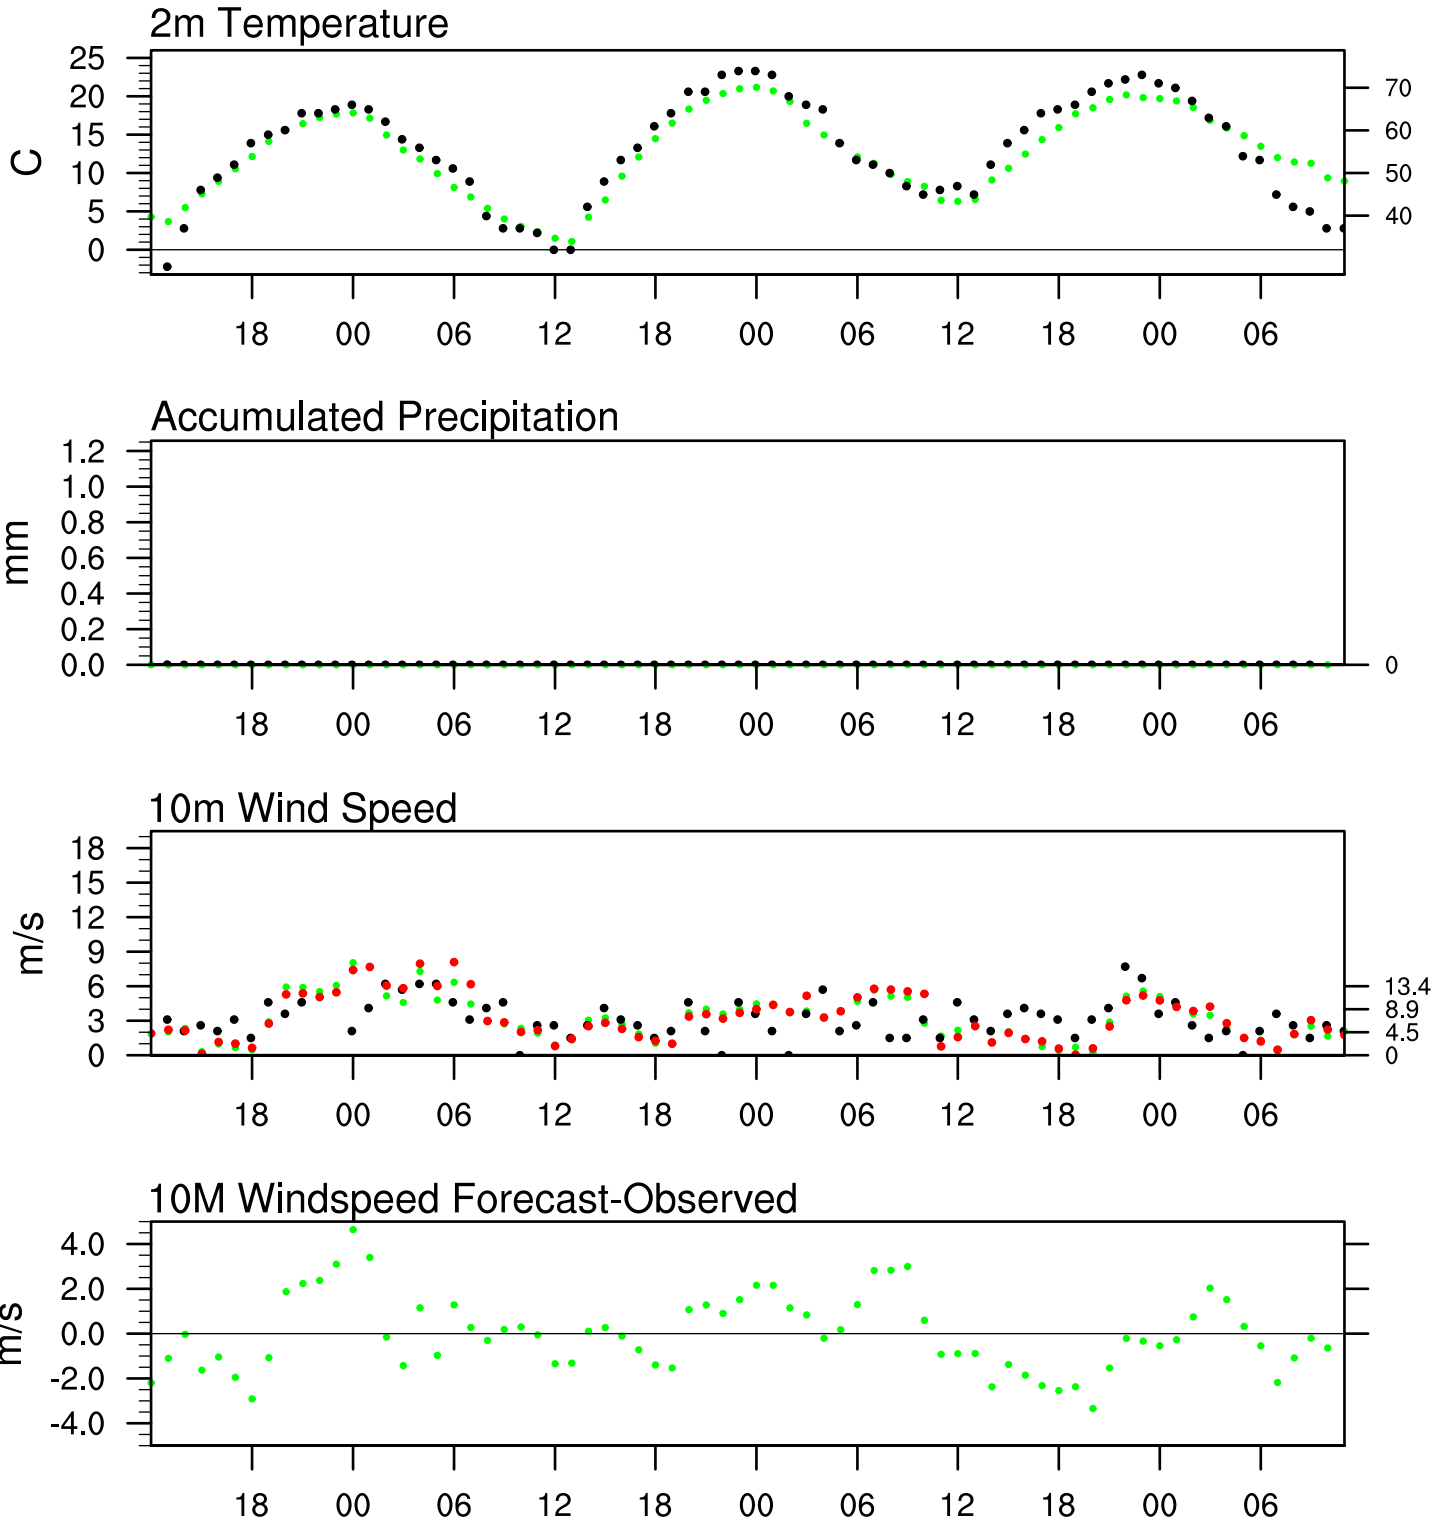 2m Temperature
25
20
15
10
5
0
C
70
60
50
40
18 00 06 12 18 00 06 12 18 00 06
Accumulated Precipitation
1.2
1.0
0.8
0.6
0.4
0.2
0.0
mm
0
18 00 06 12 18 00 06 12 18 00 06
10m Wind Speed
18
15
12
9
6
3
0
m/s
13.4
8.9
4.5
0
18 00 06 12 18 00 06 12 18 00 06
10M Windspeed Forecast-Observed
4.0
2.0
0.0
-2.0
-4.0
m/s
18 00 06 12 18 00 06 12 18 00 06